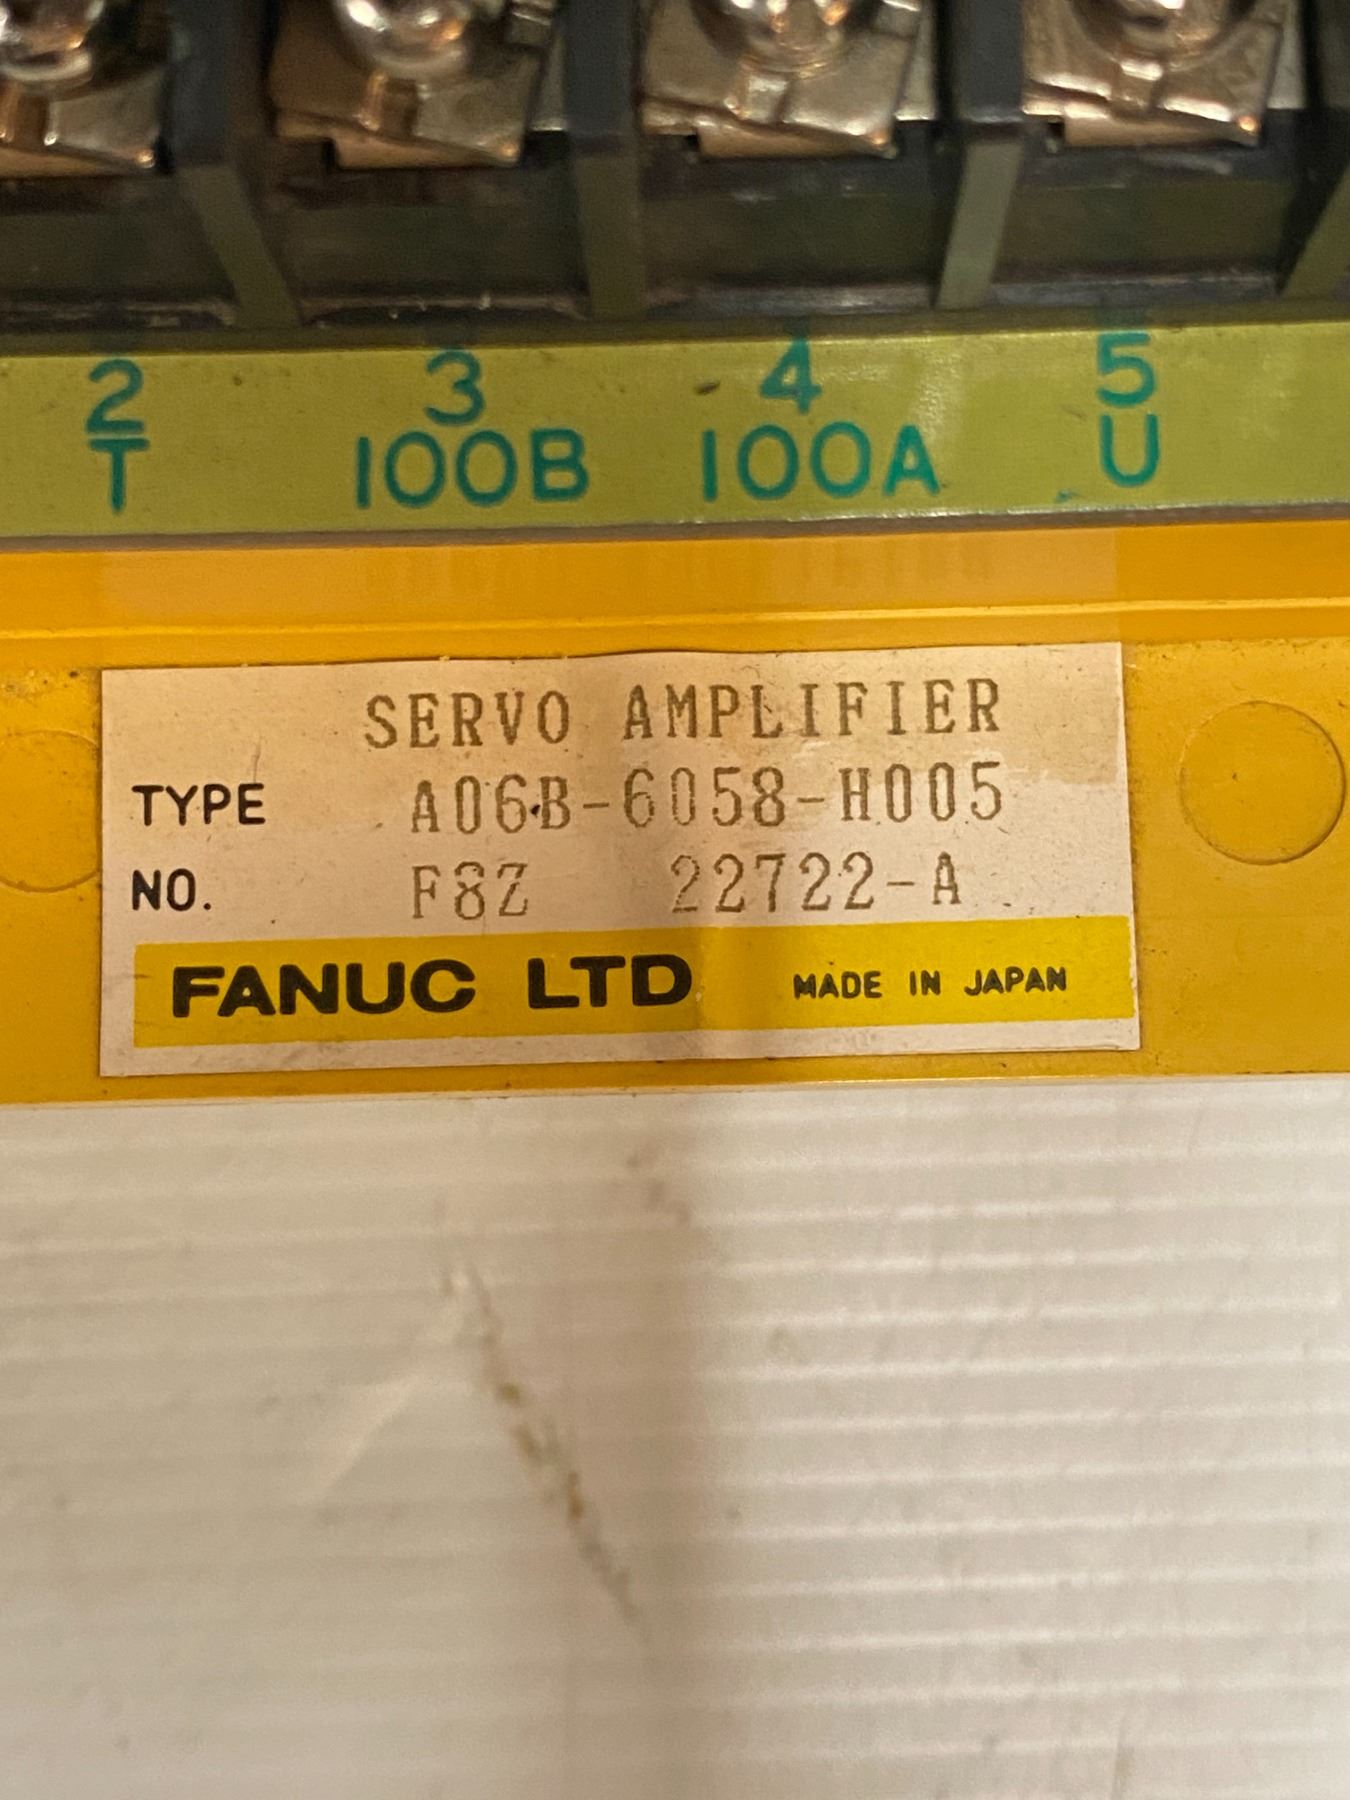 2 3 4 5
T 100B 100A U
SERVO AMPLIFIER
TYPE A06B-6058-H005
NO. F8Z 22722-A
FANUC LTD MADE IN JAPAN